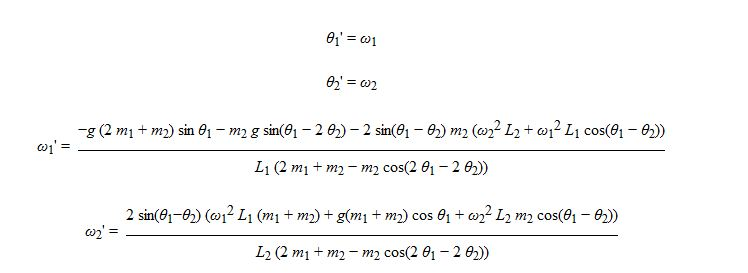 θ₁' = ω₁
θ₂' = ω₂
ω₁' = −g (2 m₁ + m₂) sin θ₁ − m₂ g sin(θ₁ − 2 θ₂) − 2 sin(θ₁ − θ₂) m₂ (ω₂² L₂ + ω₁² L₁ cos(θ₁ − θ₂))
L₁ (2 m₁ + m₂ − m₂ cos(2 θ₁ − 2 θ₂))
ω₂' = 2 sin(θ₁−θ₂) (ω₁² L₁ (m₁ + m₂) + g(m₁ + m₂) cos θ₁ + ω₂² L₂ m₂ cos(θ₁ − θ₂))
L₂ (2 m₁ + m₂ − m₂ cos(2 θ₁ − 2 θ₂))